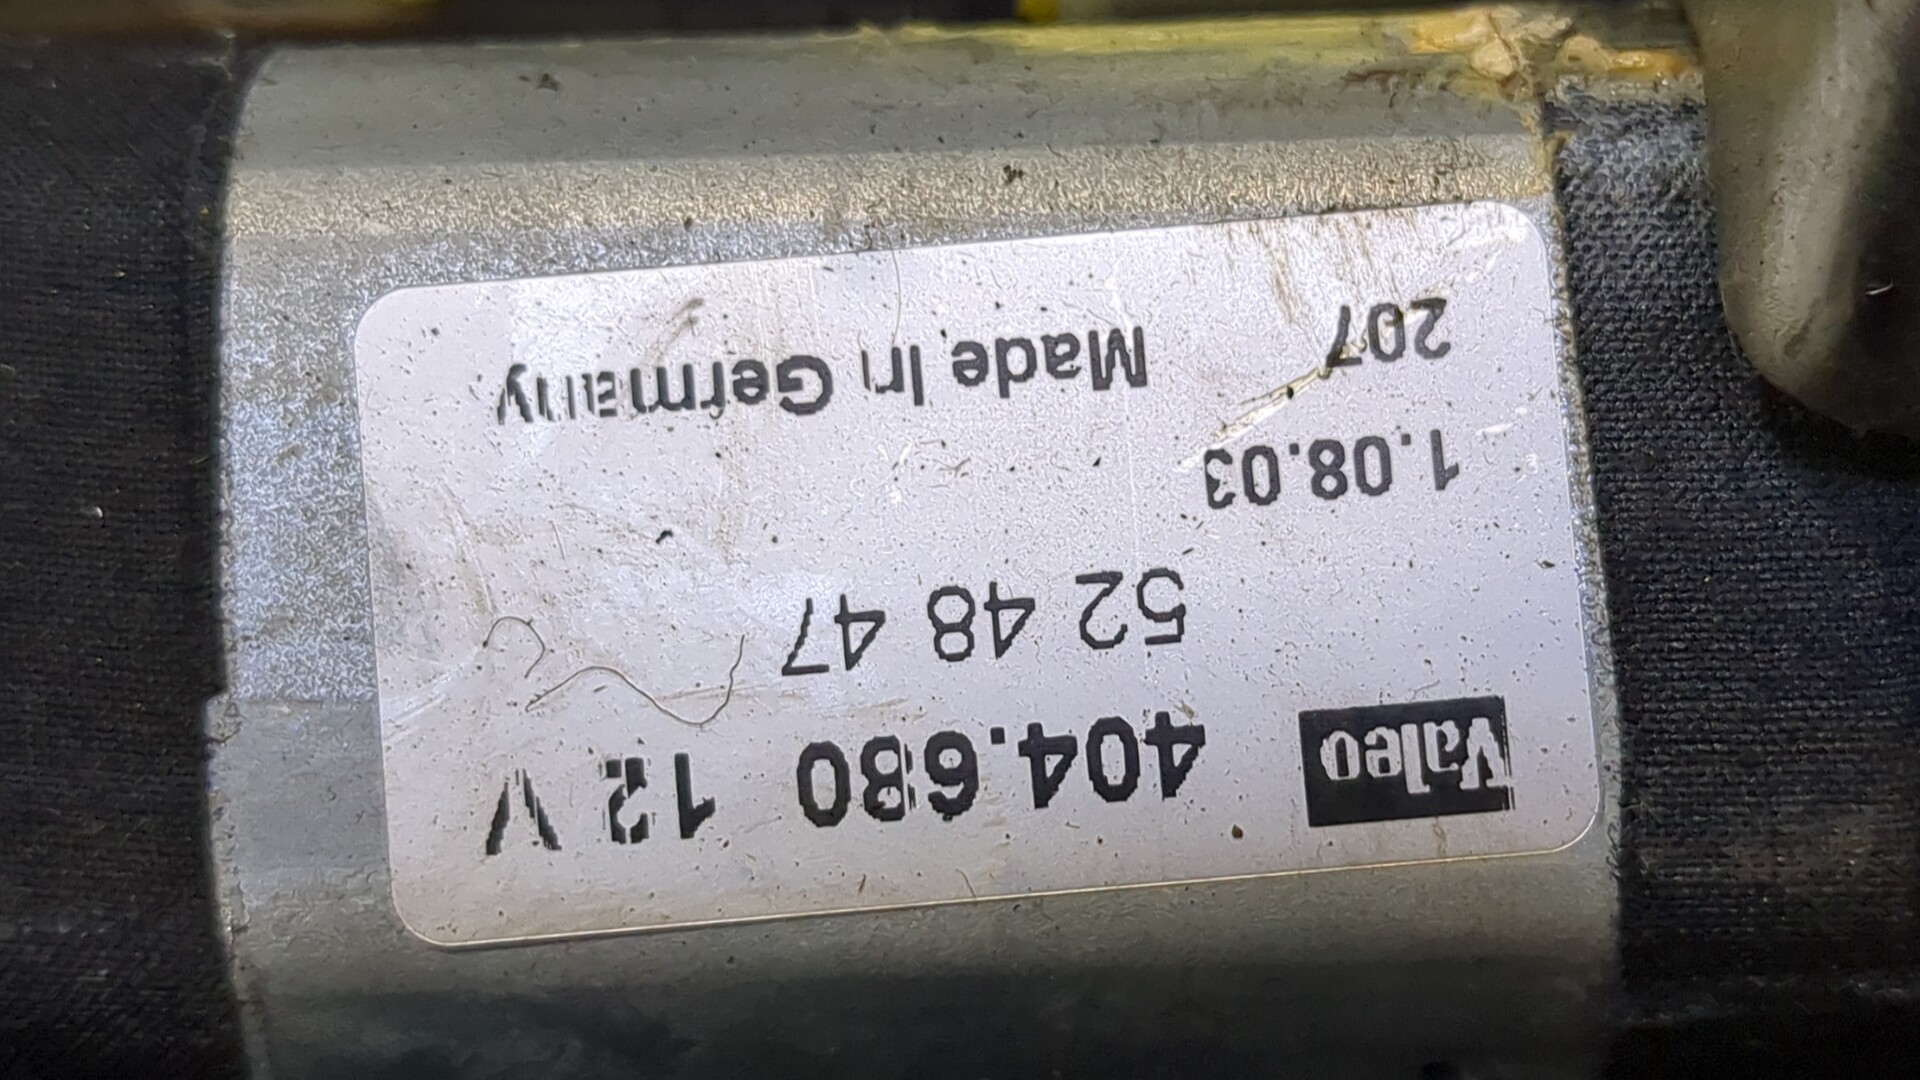 Valeo 404.680 12 V
52 48 47
1.08.03
207 Made In Germany